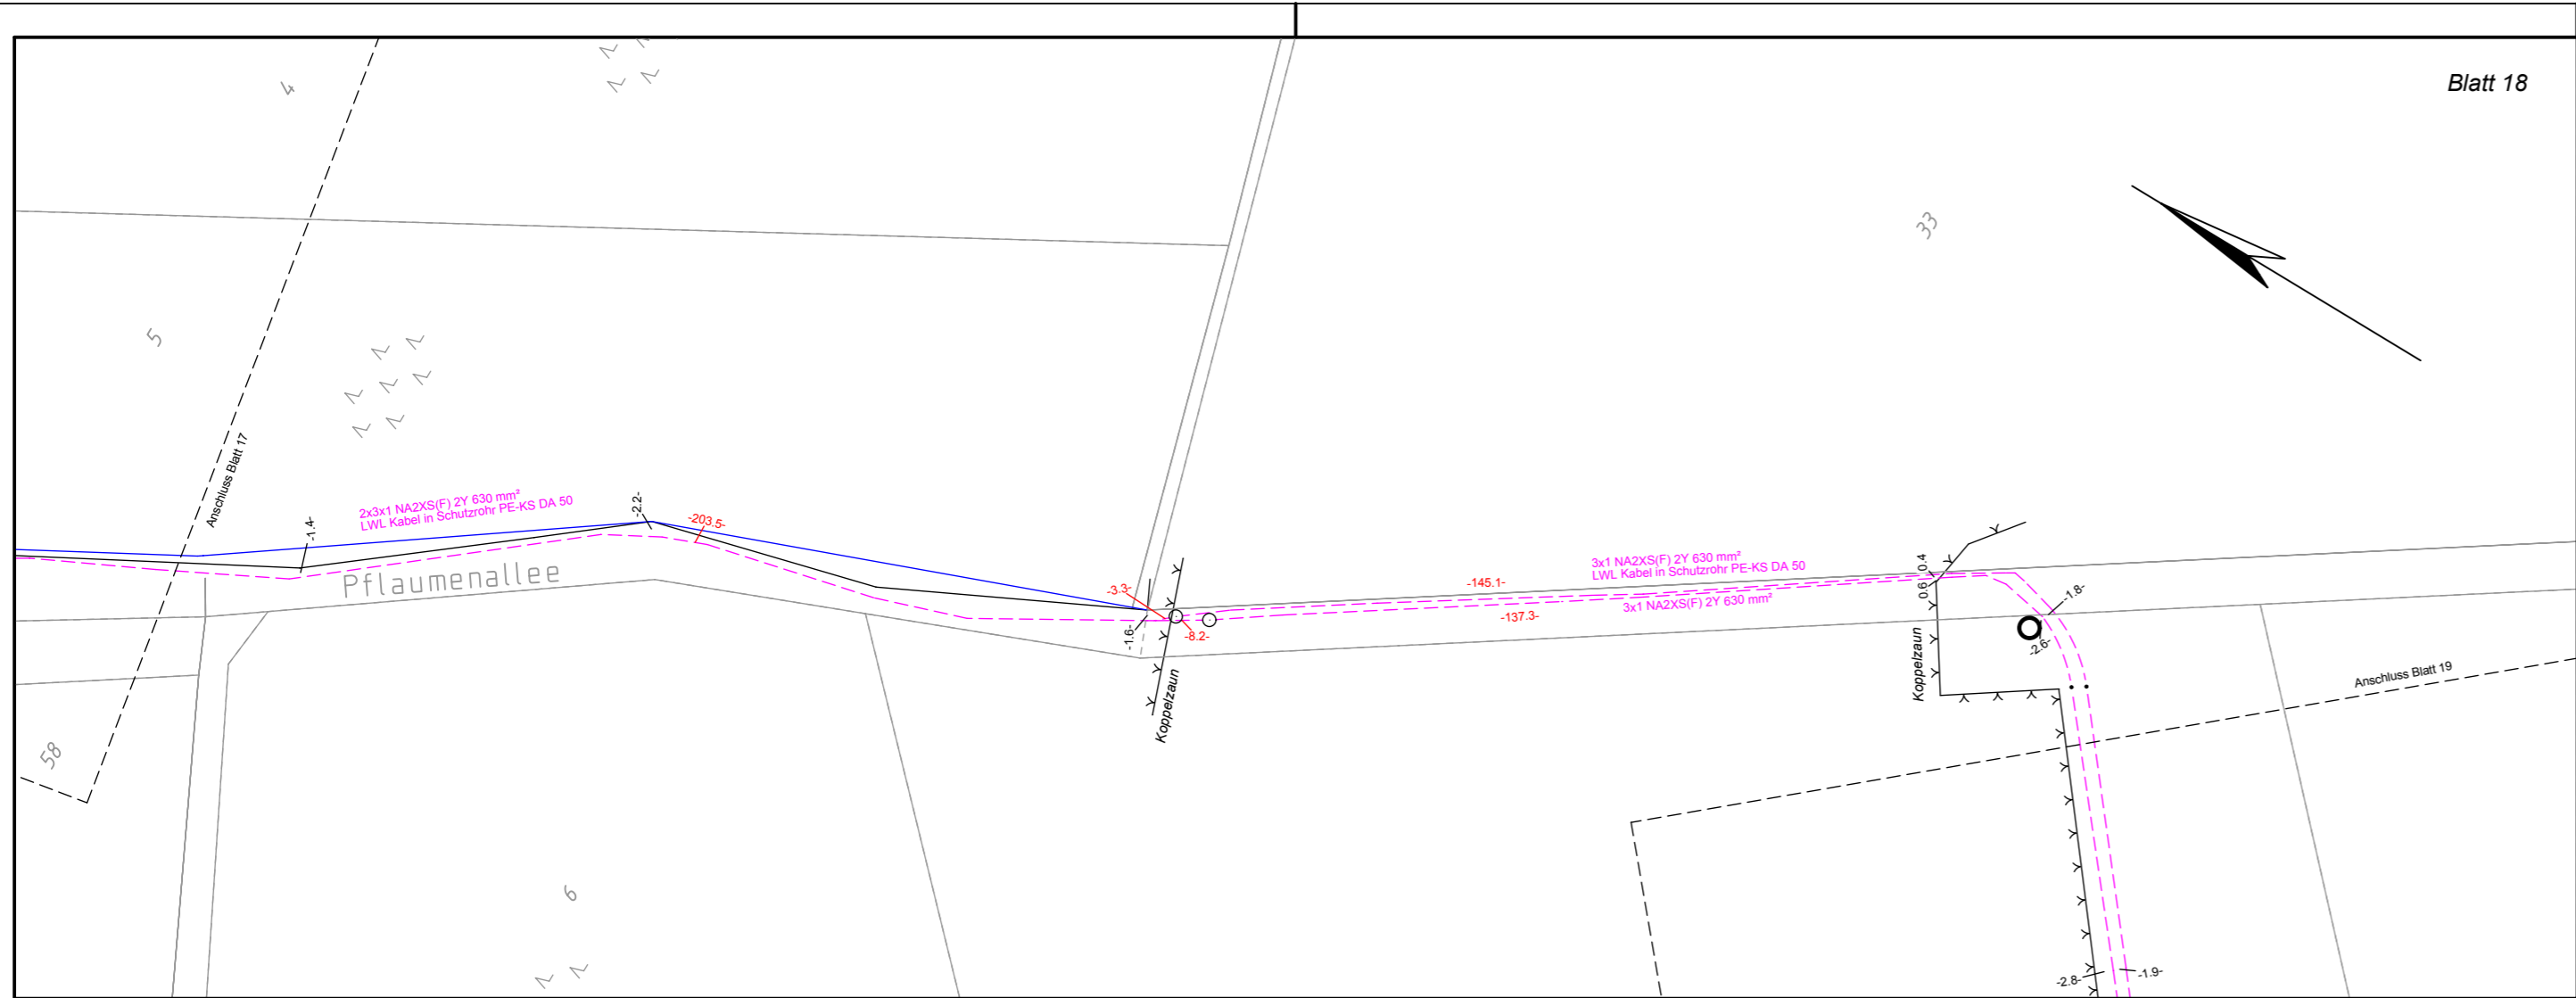 Blatt 18
4
33
5
Anschluss Blatt 17
2x3x1 NA2XS(F) 2Y 630 mm²
LWL Kabel in Schutzrohr PE-KS DA 50
-1.4-
-2.2-
-203.5-
Pflaumenallee
-3.3-
-1.6-
-8.2-
Koppelzaun
-145.1-
3x1 NA2XS(F) 2Y 630 mm²
LWL Kabel in Schutzrohr PE-KS DA 50
3x1 NA2XS(F) 2Y 630 mm²
-137.3-
0.6
0.4
-1.8-
-2.6-
Koppelzaun
Anschluss Blatt 19
58
6
-2.8-
-1.9-